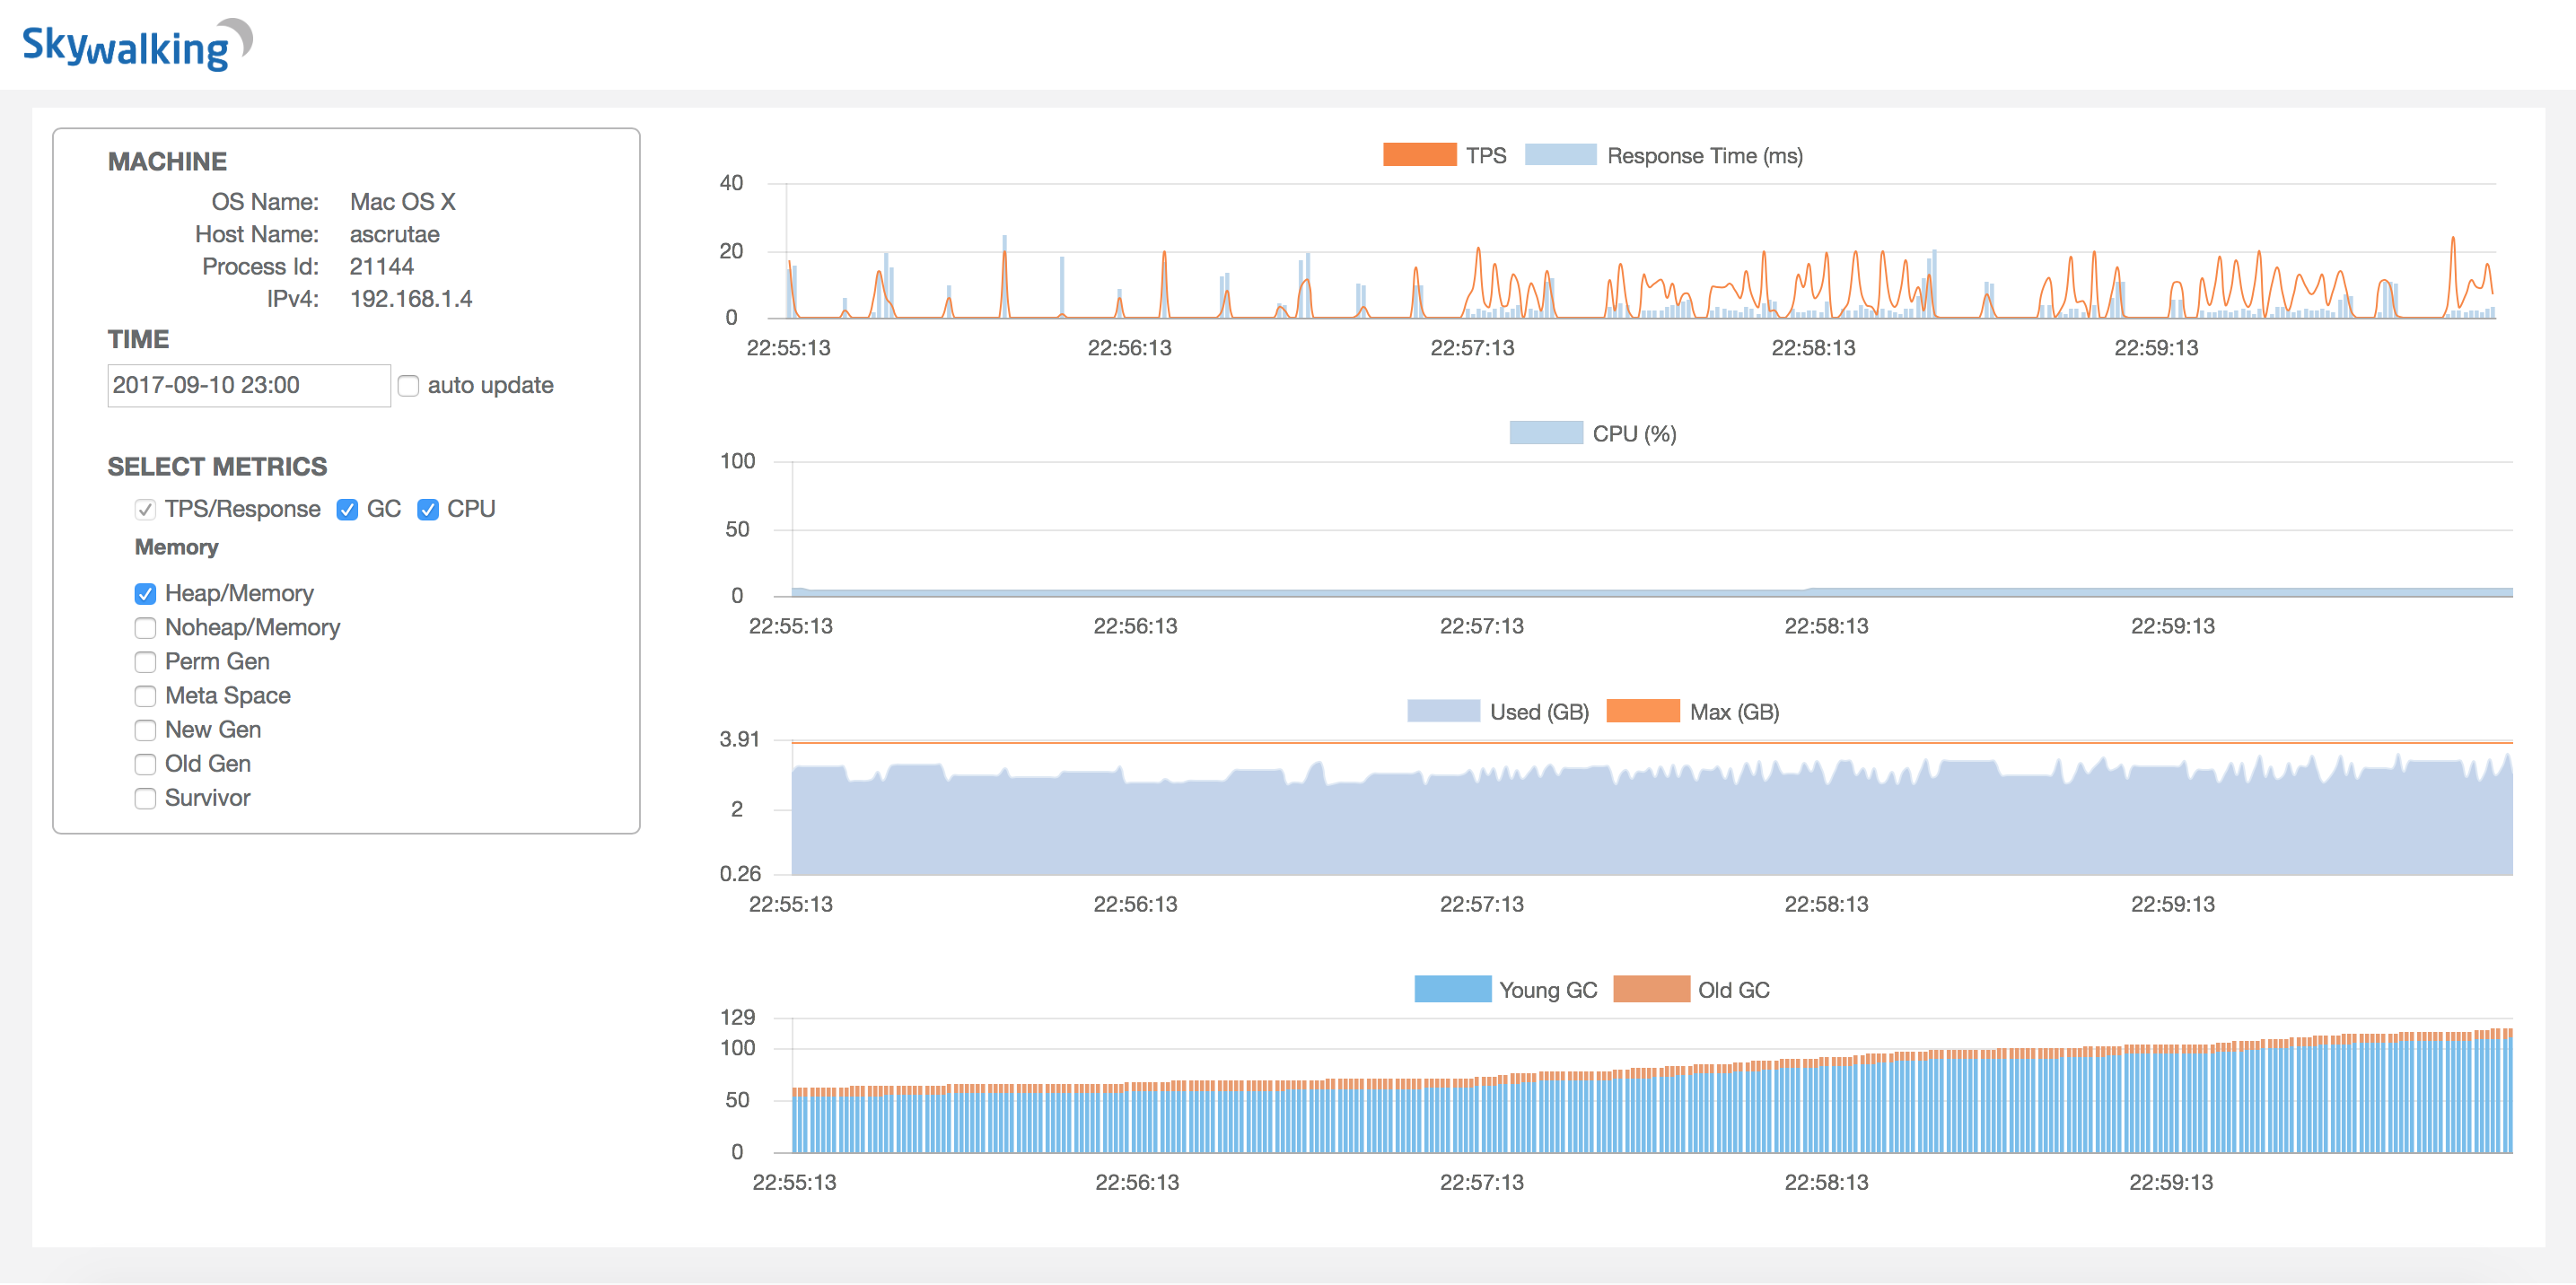 Skywalking
MACHINE
OS Name: Mac OS X
Host Name: ascrutae
Process Id: 21144
IPv4: 192.168.1.4
TIME
2017-09-10 23:00 auto update
SELECT METRICS
TPS/Response GC CPU
Memory
Heap/Memory
Noheap/Memory
Perm Gen
Meta Space
New Gen
Old Gen
Survivor
TPS Response Time (ms)
40
20
0
22:55:13 22:56:13 22:57:13 22:58:13 22:59:13
CPU (%)
100
50
0
22:55:13 22:56:13 22:57:13 22:58:13 22:59:13
Used (GB) Max (GB)
3.91
2
0.26
22:55:13 22:56:13 22:57:13 22:58:13 22:59:13
Young GC Old GC
129
100
50
0
22:55:13 22:56:13 22:57:13 22:58:13 22:59:13